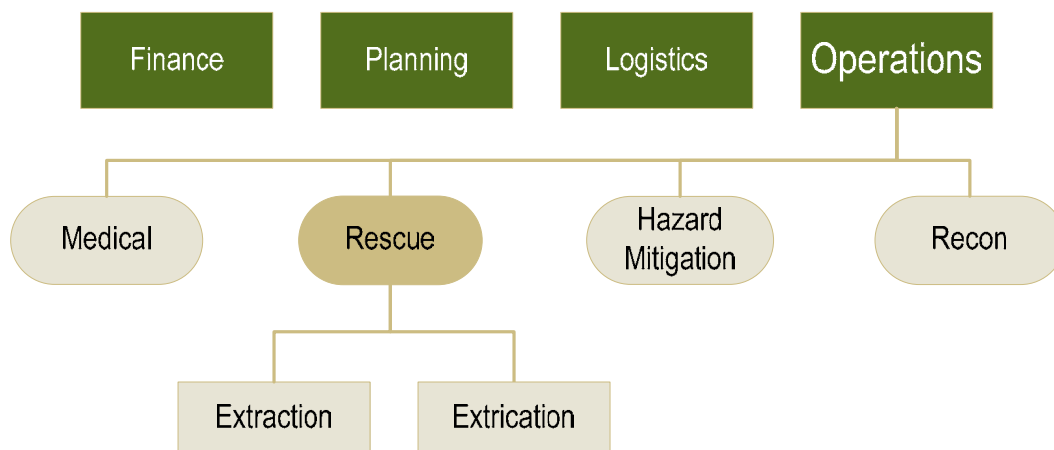 Finance
Planning
Logistics
Operations
Medical
Rescue
Hazard
Mitigation
Recon
Extraction
Extrication